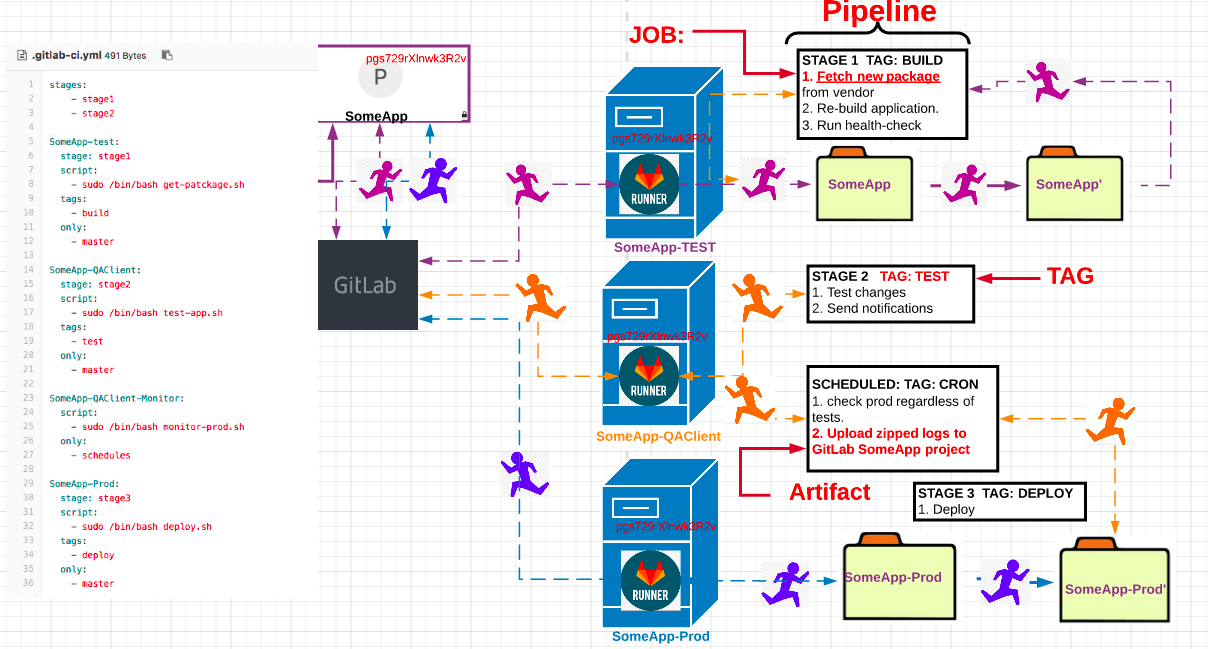 .gitlab-ci.yml 491 Bytes
1 stages:
2 - stage1
3 - stage2
4
5 SomeApp-test:
6 stage: stage1
7 script:
8 - sudo /bin/bash get-patckage.sh
9 tags:
10 - build
11 only:
12 - master
13
14 SomeApp-QAClient:
15 stage: stage2
16 script:
17 - sudo /bin/bash test-app.sh
18 tags:
19 - test
20 only:
21 - master
22
23 SomeApp-QAClient-Monitor:
24 script:
25 - sudo /bin/bash monitor-prod.sh
26 only:
27 - schedules
28
29 SomeApp-Prod:
30 stage: stage3
31 script:
32 - sudo /bin/bash deploy.sh
33 tags:
34 - deploy
35 only:
36 - master
pgs729rXlnwk3R2v
P
SomeApp
GitLab
JOB:
Pipeline
pgs729rXlnwk3R2v
RUNNER
SomeApp-TEST
STAGE 1 TAG: BUILD
1. Fetch new package
from vendor
2. Re-build application.
3. Run health-check
SomeApp
SomeApp'
pgs729rXlnwk3R2v
RUNNER
SomeApp-QAClient
STAGE 2 TAG: TEST
1. Test changes
2. Send notifications
TAG
SCHEDULED: TAG: CRON
1. check prod regardless of
tests.
2. Upload zipped logs to
GitLab SomeApp project
Artifact
STAGE 3 TAG: DEPLOY
1. Deploy
pgs729rXlnwk3R2v
RUNNER
SomeApp-Prod
SomeApp-Prod
SomeApp-Prod'